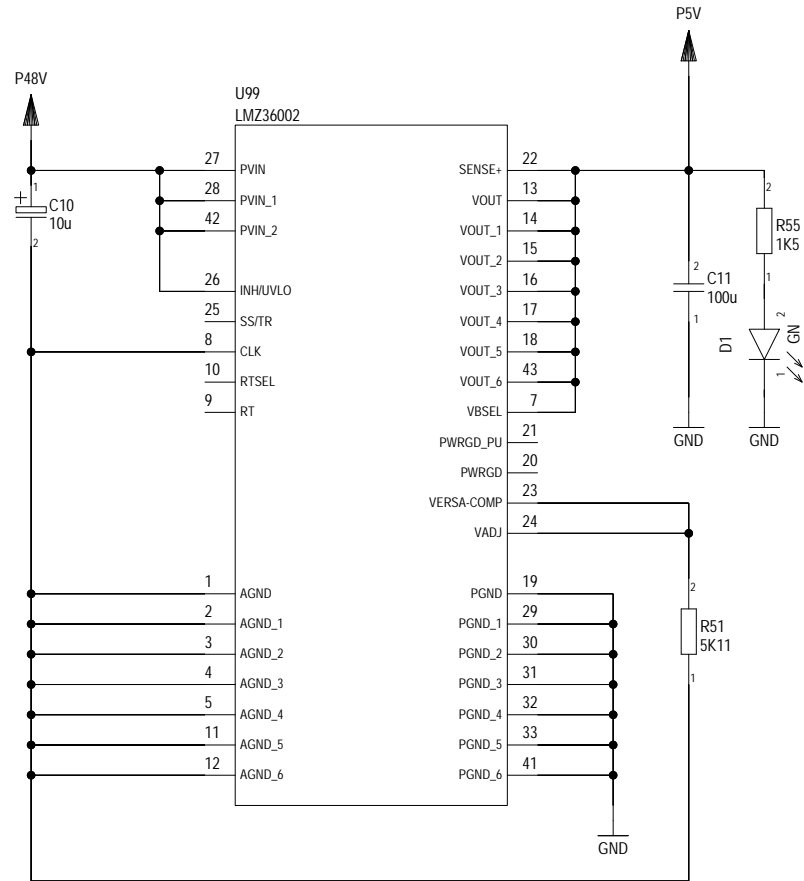 P5V
P48V
U99
LMZ36002
1
+
C10
10u
2
27 PVIN
28 PVIN_1
42 PVIN_2
26 INH/UVLO
25 SS/TR
8 CLK
10 RTSEL
9 RT
1 AGND
2 AGND_1
3 AGND_2
4 AGND_3
5 AGND_4
11 AGND_5
12 AGND_6
SENSE+ 22
VOUT 13
VOUT_1 14
VOUT_2 15
VOUT_3 16
VOUT_4 17
VOUT_5 18
VOUT_6 43
VBSEL 7
PWRGD_PU 21
PWRGD 20
VERSA-COMP 23
VADJ 24
PGND 19
PGND_1 29
PGND_2 30
PGND_3 31
PGND_4 32
PGND_5 33
PGND_6 41
GND
2
C11
100u
1
GND
2
R55
1K5
1
2
D1
GN
1
GND
2
R51
5K11
1